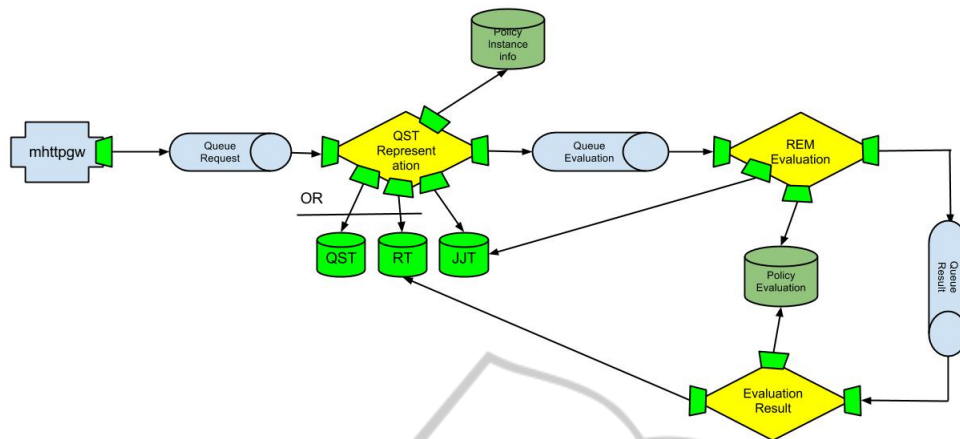 Policy
Instance
info
mhttpgw
Queue
Request
QST
Represent
ation
Queue
Evaluation
REM
Evaluation
OR
QST
RT
JJT
Policy
Evaluation
Queue
Result
Evaluation
Result